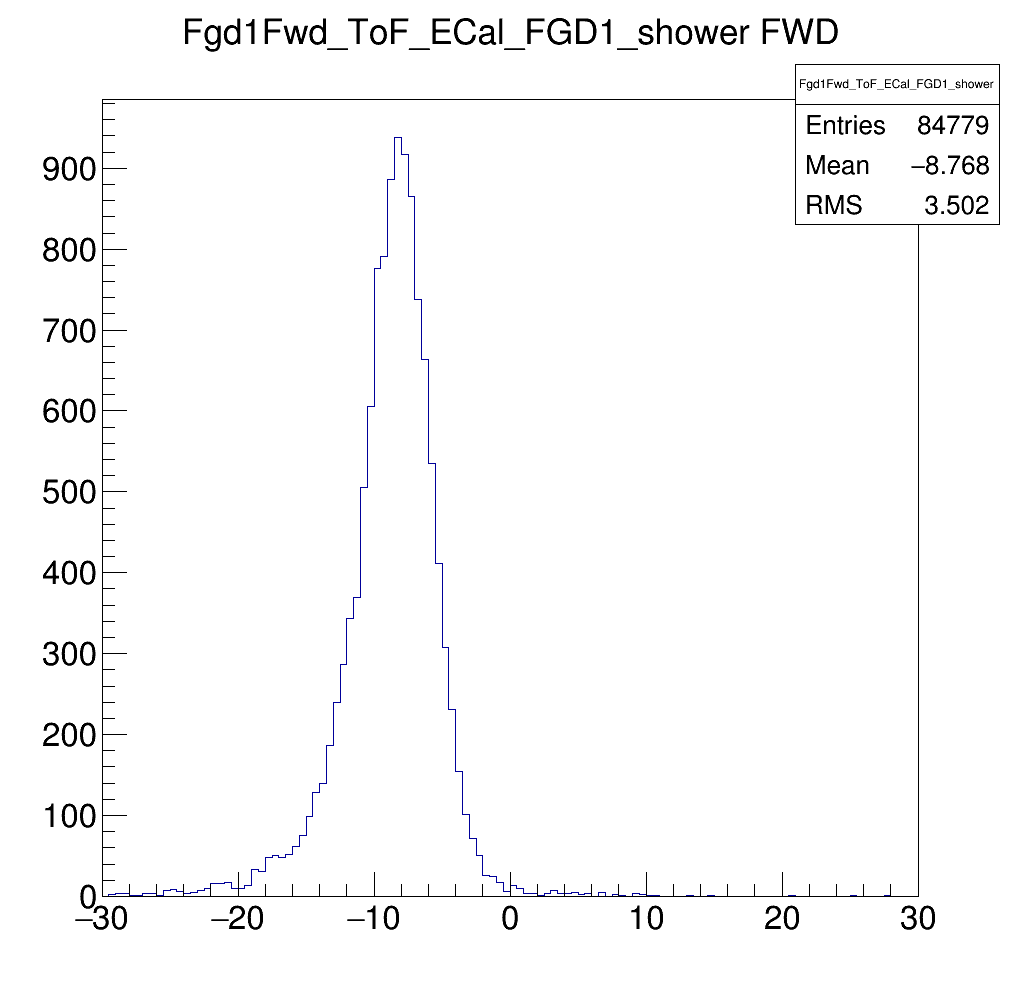 Fgd1Fwd_ToF_ECal_FGD1_shower FWD
Fgd1Fwd_ToF_ECal_FGD1_shower
Entries 84779
Mean −8.768
RMS 3.502
900
800
700
600
500
400
300
200
100
0
−30 −20 −10 0 10 20 30